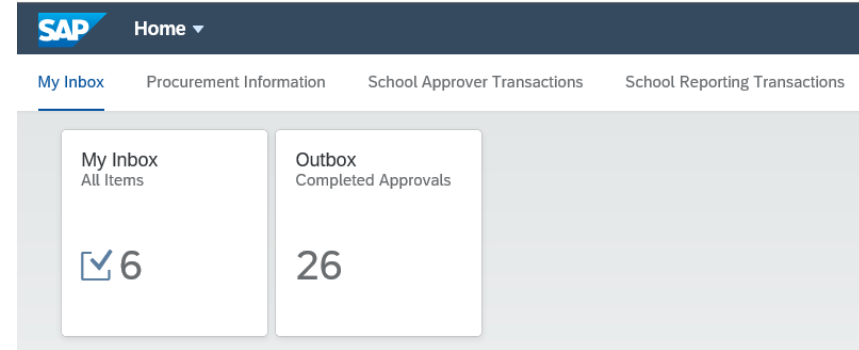 SAP Home
My Inbox Procurement Information School Approver Transactions School Reporting Transactions
My Inbox
All Items
6
Outbox
Completed Approvals
26